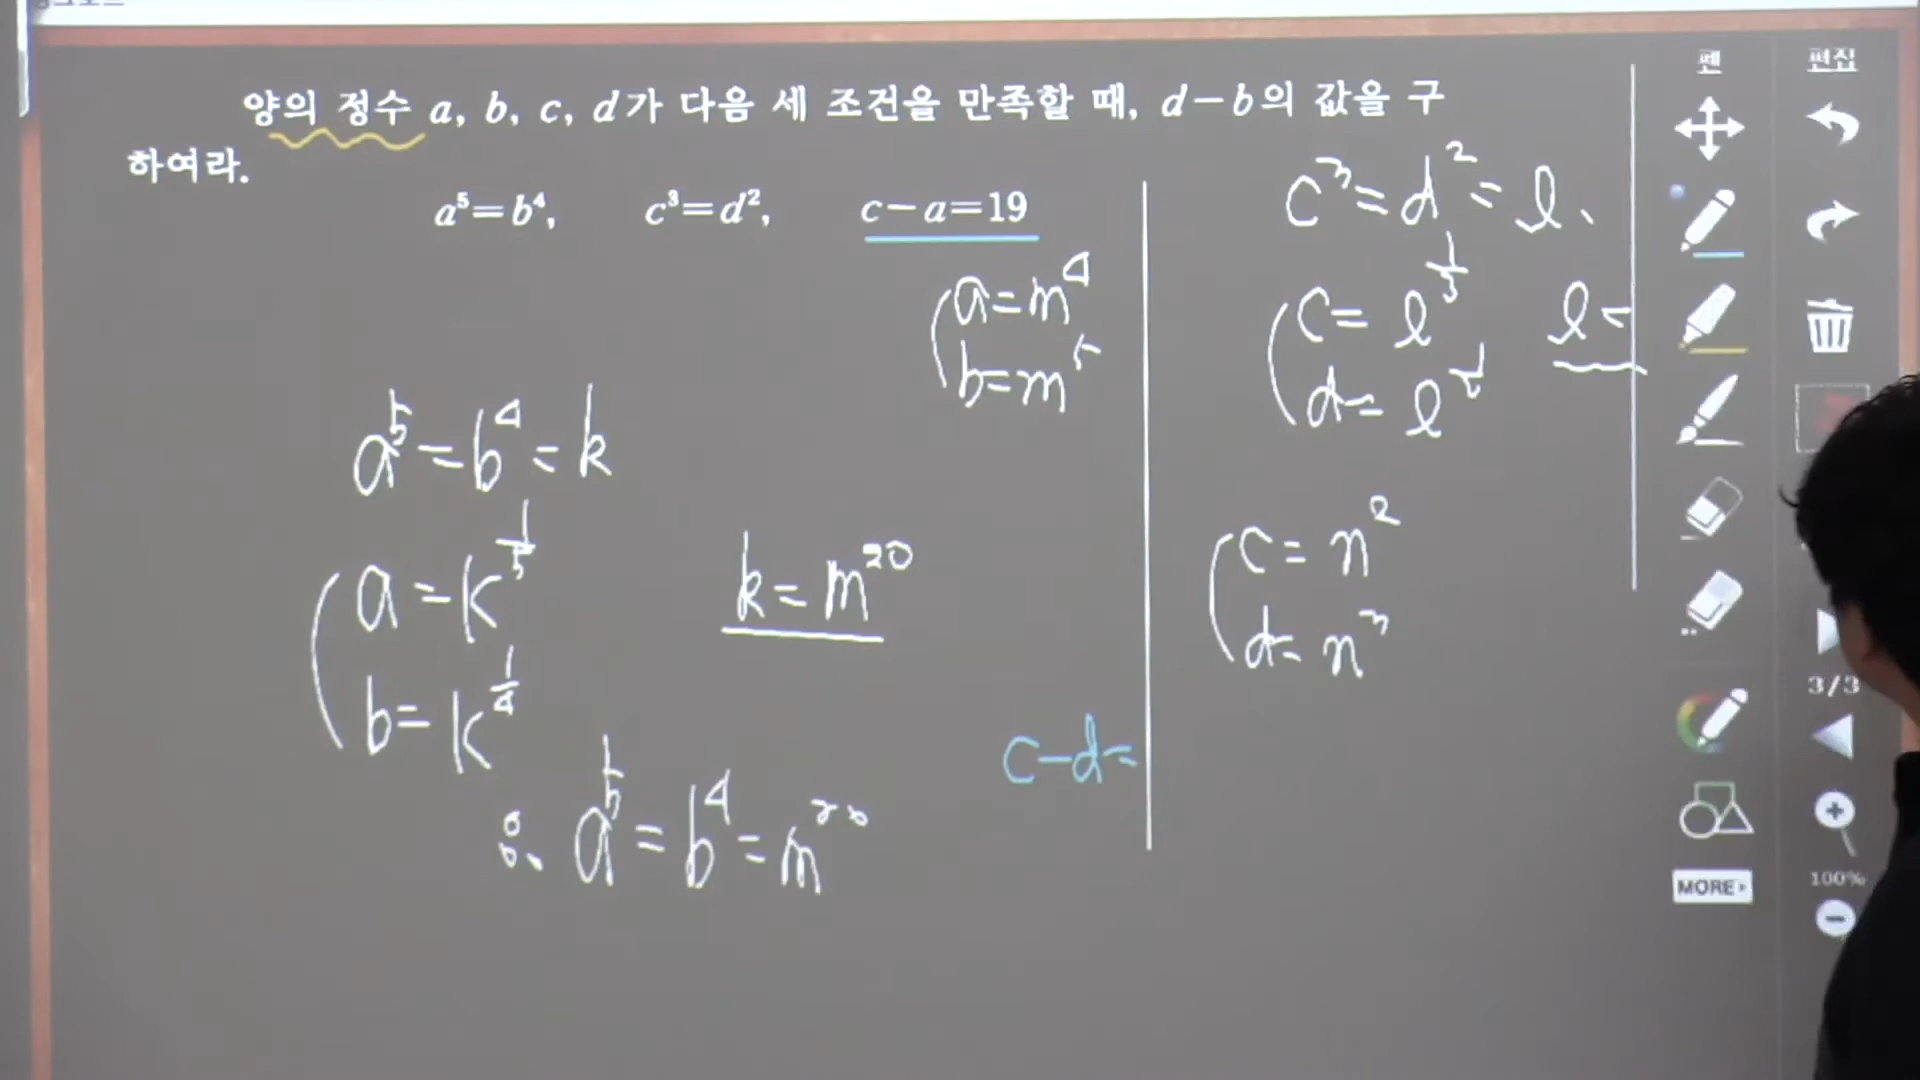 양의 정수 a, b, c, d가 다음 세 조건을 만족할 때, d-b의 값을 구
하여라.
a⁵=b⁴,  c³=d²,  c-a=19
a=m⁴
b=m⁵
a⁵=b⁴=k
a=k^(1/5)
b=k^(1/4)
k=m²⁰
∴ a⁵=b⁴=m²⁰
c-d=
c³=d²=l.
c=l^(1/3)
d=l^(1/2)
l=
c=n²
d=n³
펜
편집
3/3
100%
MORE